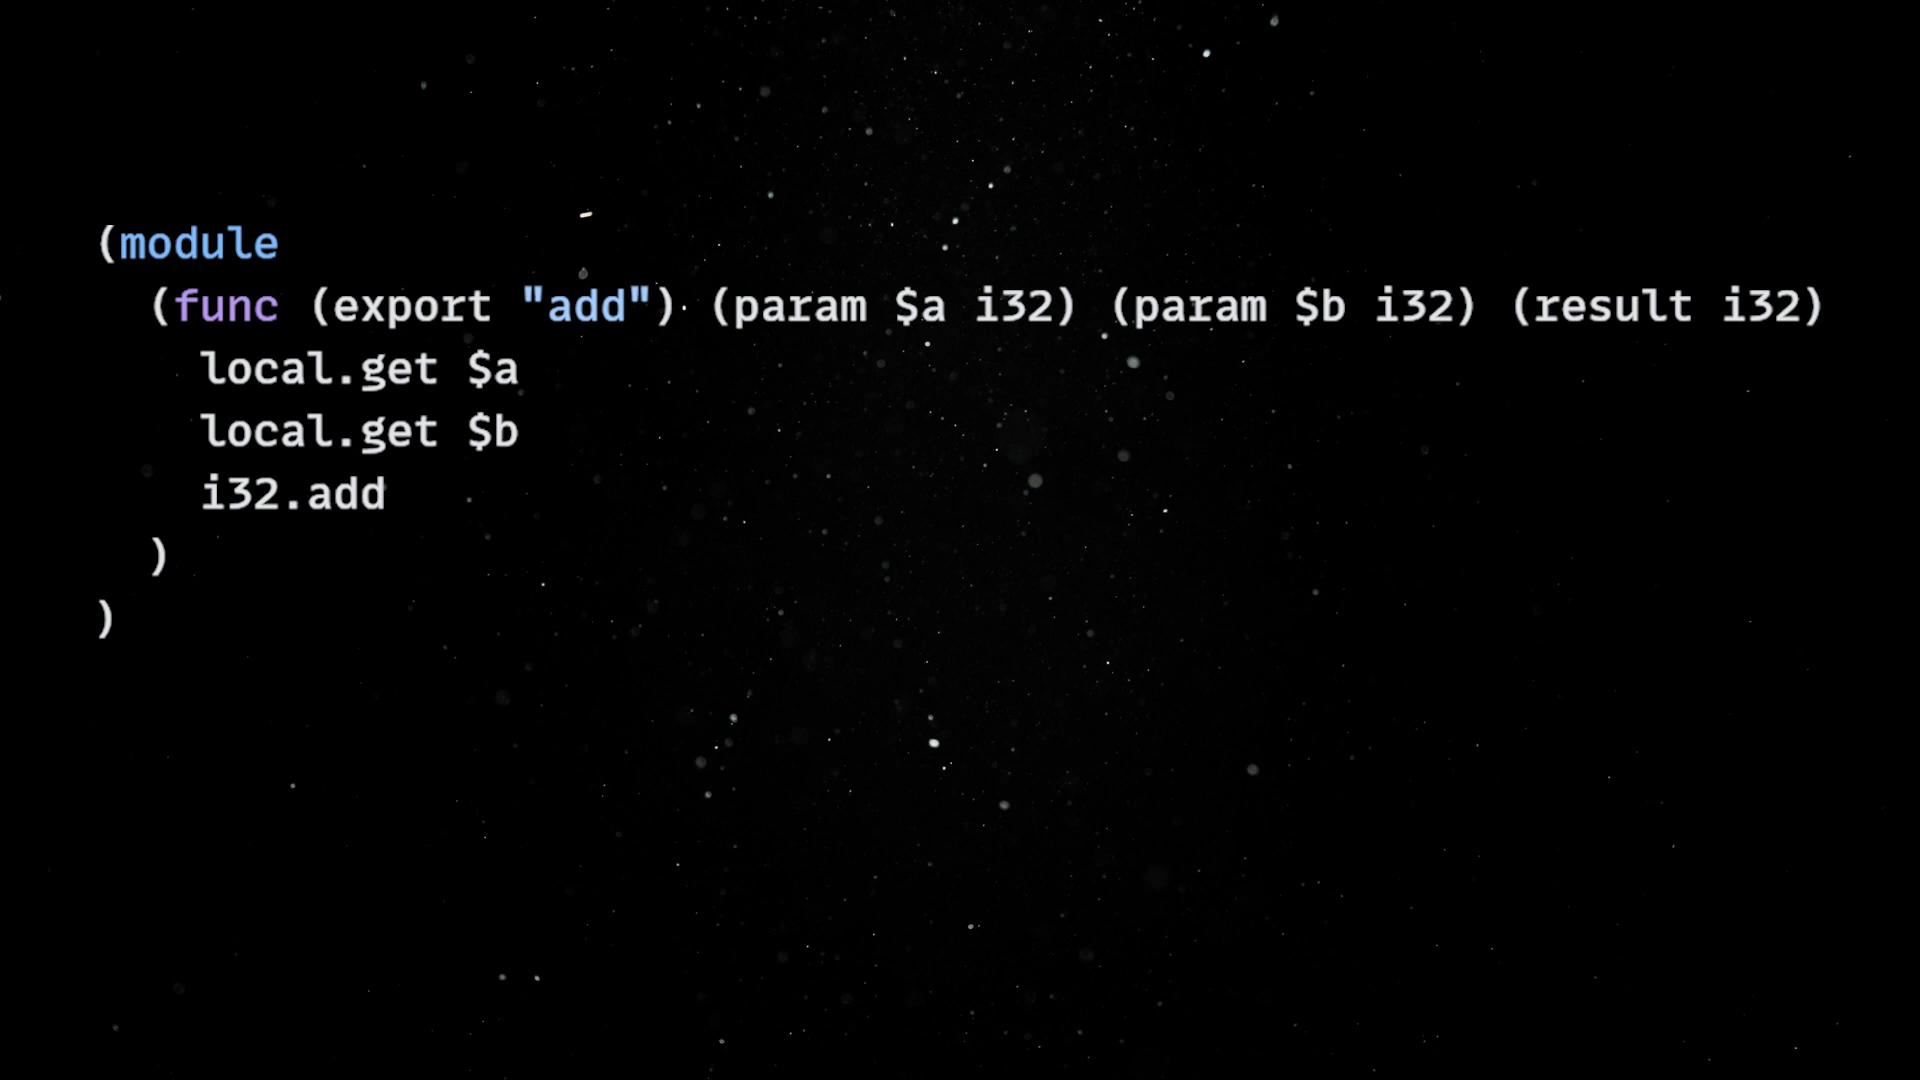 (module
  (func (export "add") (param $a i32) (param $b i32) (result i32)
    local.get $a
    local.get $b
    i32.add
  )
)